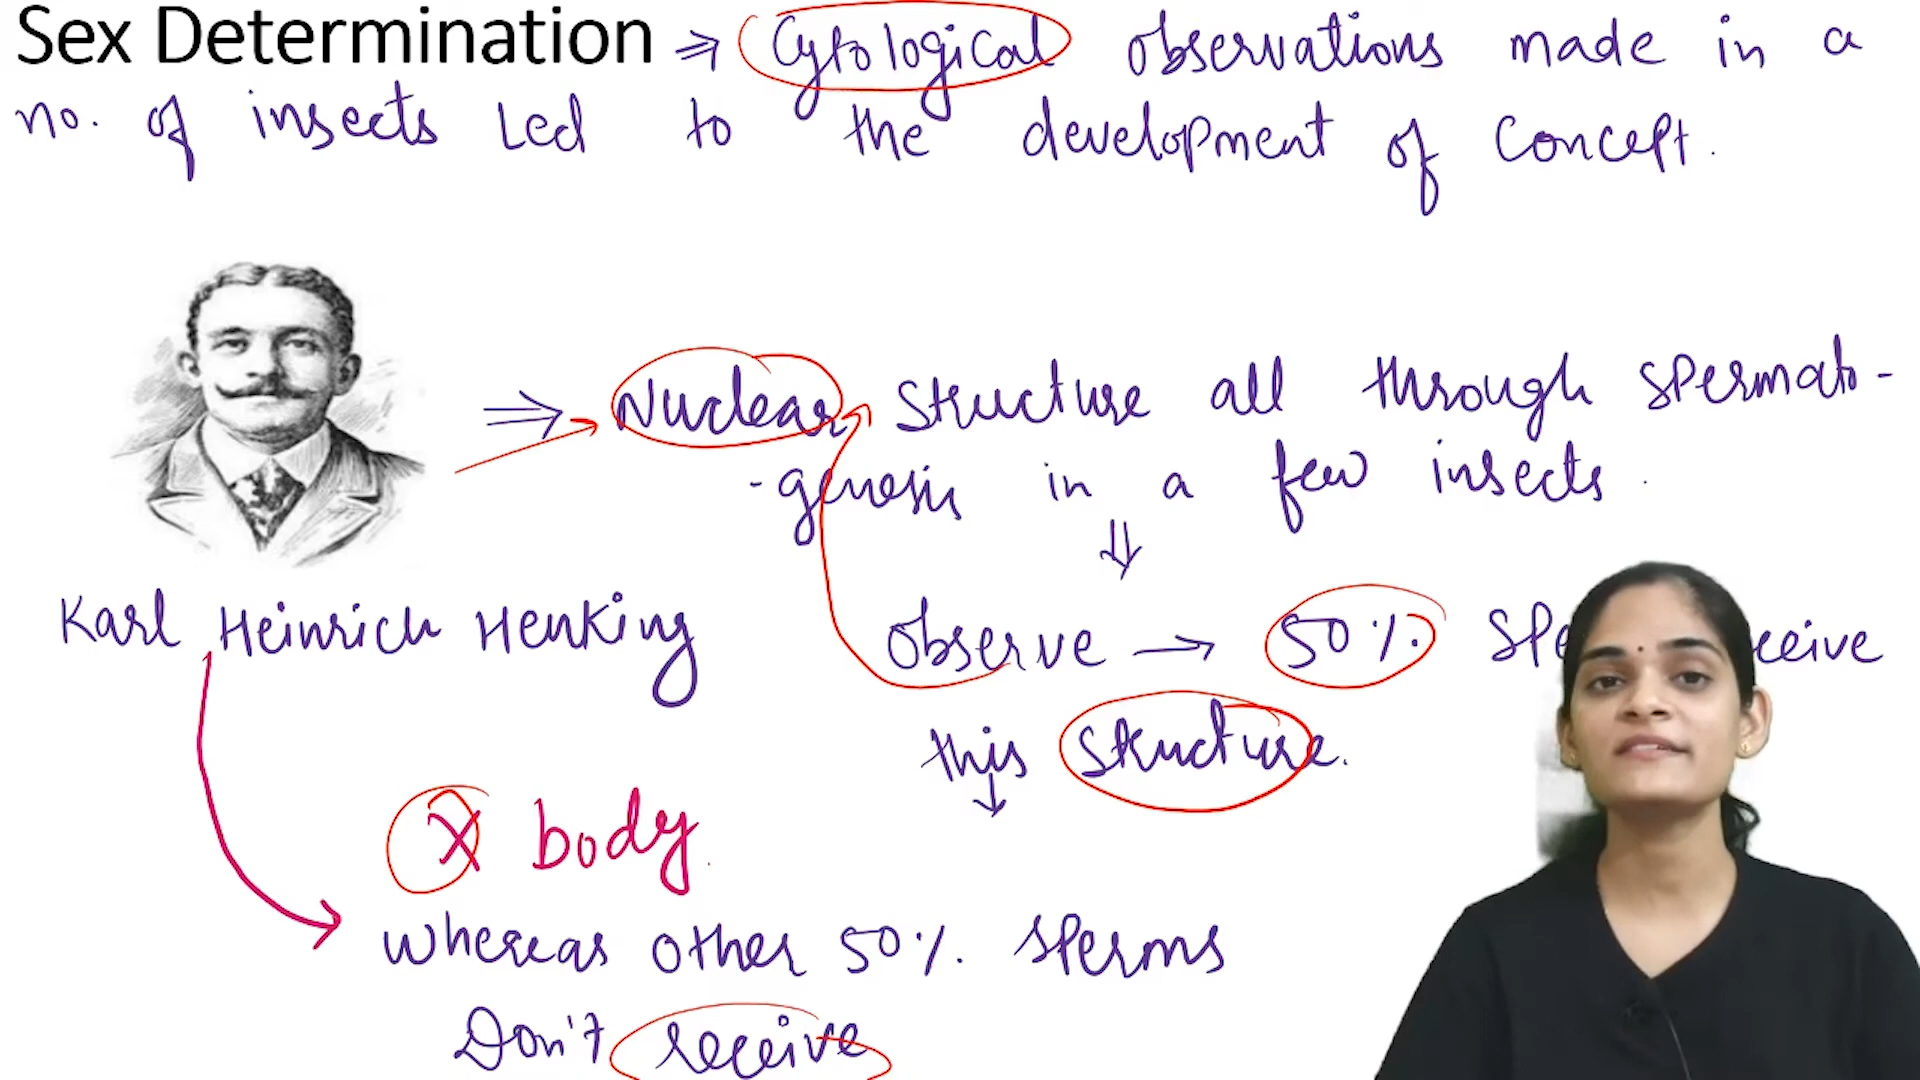 Sex Determination ⇒ Cytological observations made in a
no. of insects Led to the development of concept.
⇒ Nuclear Structure all through spermato-
-genesis in a few insects.
⇓
Karl Heinrich Henking
Observe → 50%
this structure.
↓
X body
Whereas other 50% sperms
Don't receive